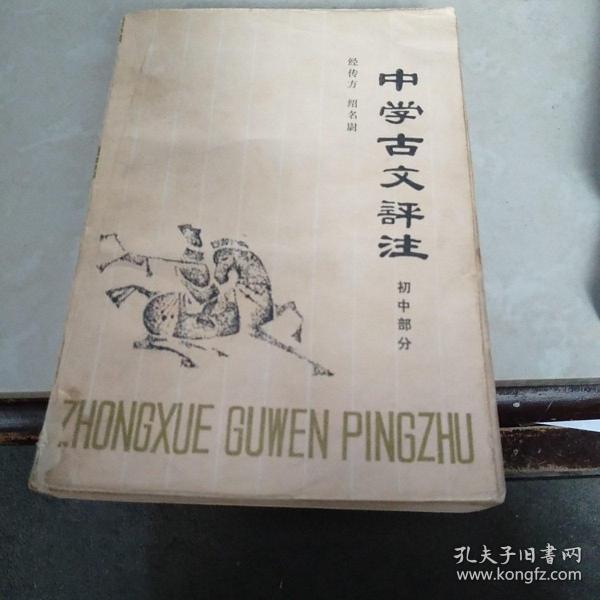 中学古文評注
初中部分
经传方 绍名尉
ZHONGXUE GUWEN PINGZHU
孔夫子旧书网
www.kongfz.com